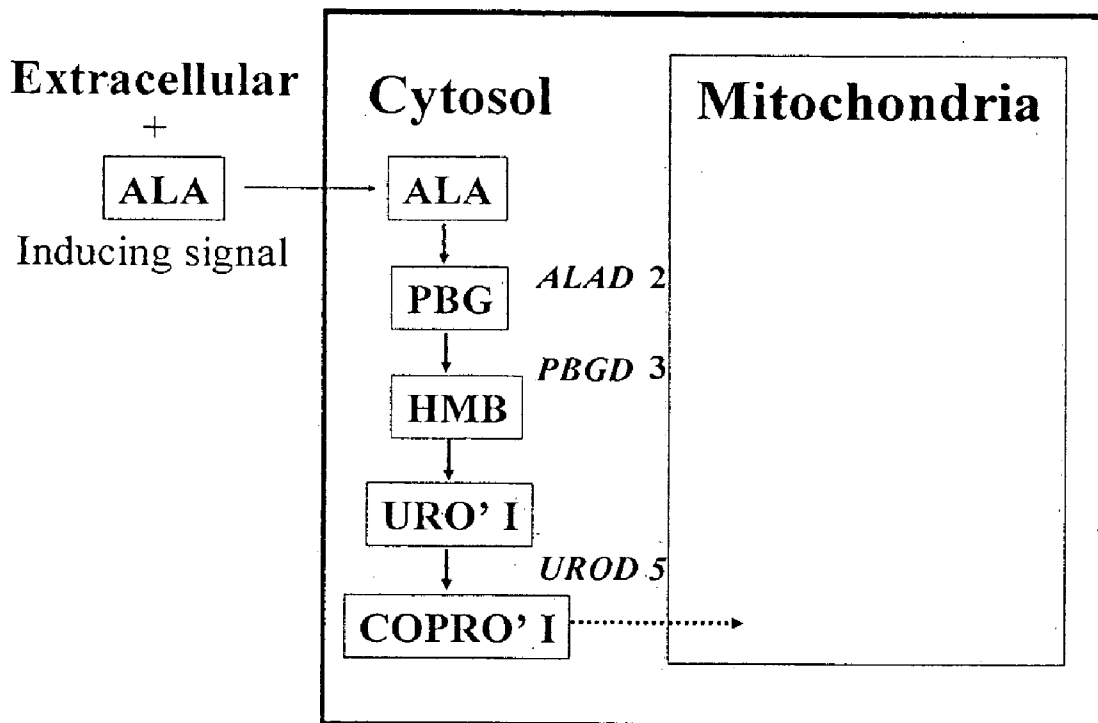 Extracellular
+
ALA
Inducing signal
Cytosol
ALA
PBG
HMB
URO’ I
COPRO’ I
ALAD 2
PBGD 3
UROD 5
Mitochondria